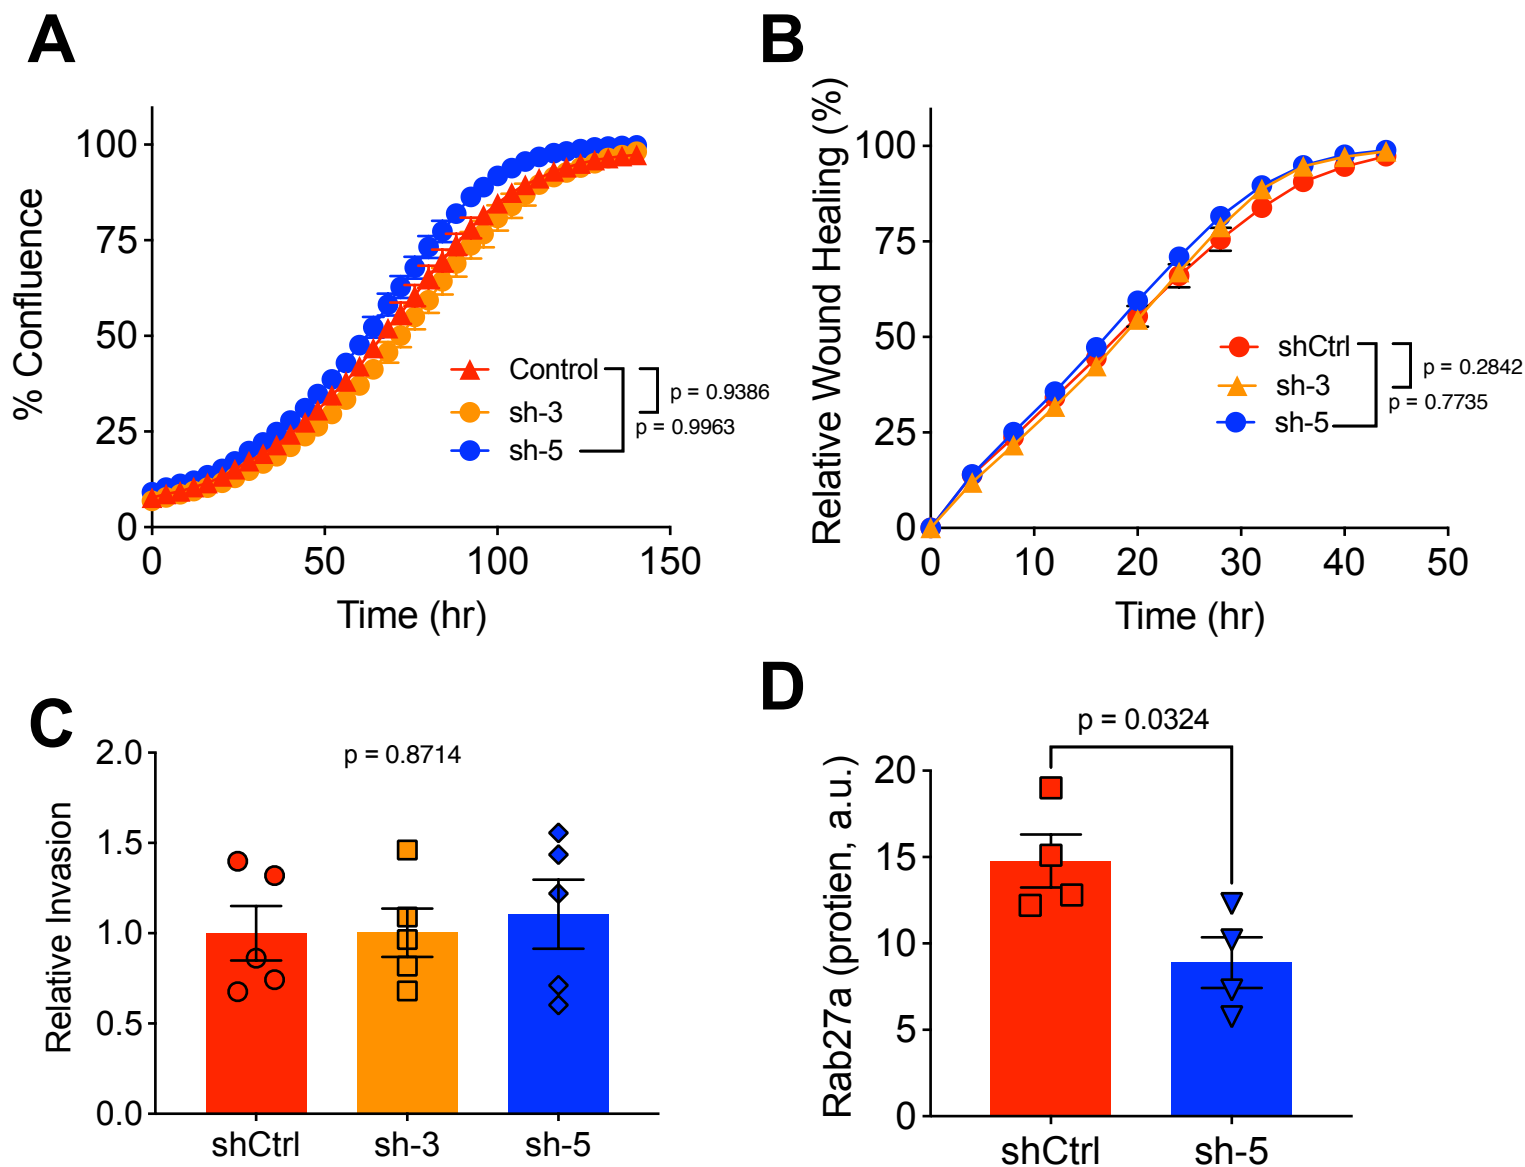 A
% Confluence
100
75
50
25
0
0 50 100 150
Time (hr)
Control
sh-3
sh-5
p = 0.9386
p = 0.9963
B
Relative Wound Healing (%)
100
75
50
25
0
0 10 20 30 40 50
Time (hr)
shCtrl
sh-3
sh-5
p = 0.2842
p = 0.7735
C
p = 0.8714
Relative Invasion
2.0
1.5
1.0
0.5
0.0
shCtrl sh-3 sh-5
D
p = 0.0324
Rab27a (protien, a.u.)
20
15
10
5
0
shCtrl sh-5